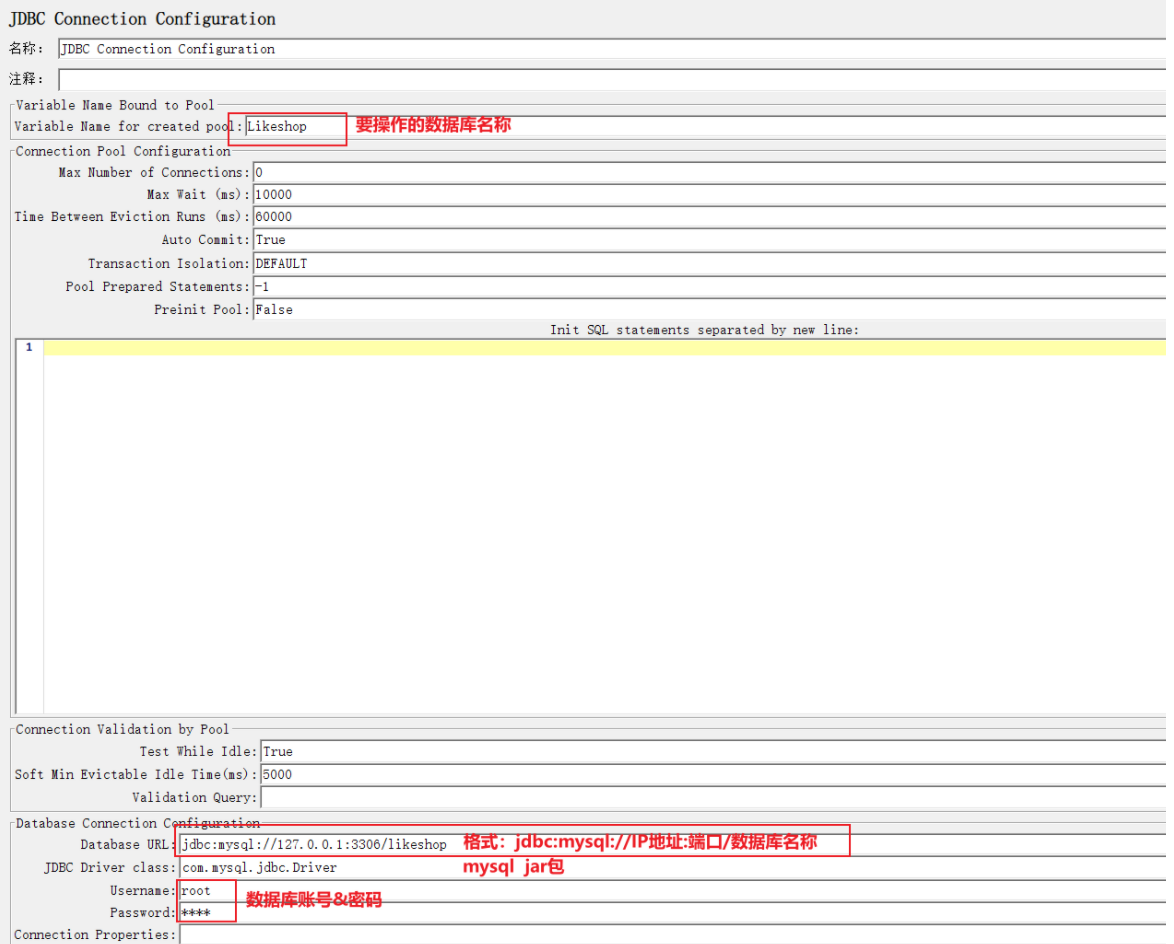 JDBC Connection Configuration
名称： JDBC Connection Configuration
注释：
Variable Name Bound to Pool
Variable Name for created pool: Likeshop 要操作的数据库名称
Connection Pool Configuration
Max Number of Connections: 0
Max Wait (ms): 10000
Time Between Eviction Runs (ms): 60000
Auto Commit: True
Transaction Isolation: DEFAULT
Pool Prepared Statements: -1
Preinit Pool: False
Init SQL statements separated by new line:
1
Connection Validation by Pool
Test While Idle: True
Soft Min Evictable Idle Time(ms): 5000
Validation Query:
Database Connection Configuration
Database URL: jdbc:mysql://127.0.0.1:3306/likeshop 格式：jdbc:mysql://IP地址:端口/数据库名称
JDBC Driver class: com.mysql.jdbc.Driver mysql jar包
Username: root
数据库账号&密码
Password: ****
Connection Properties: